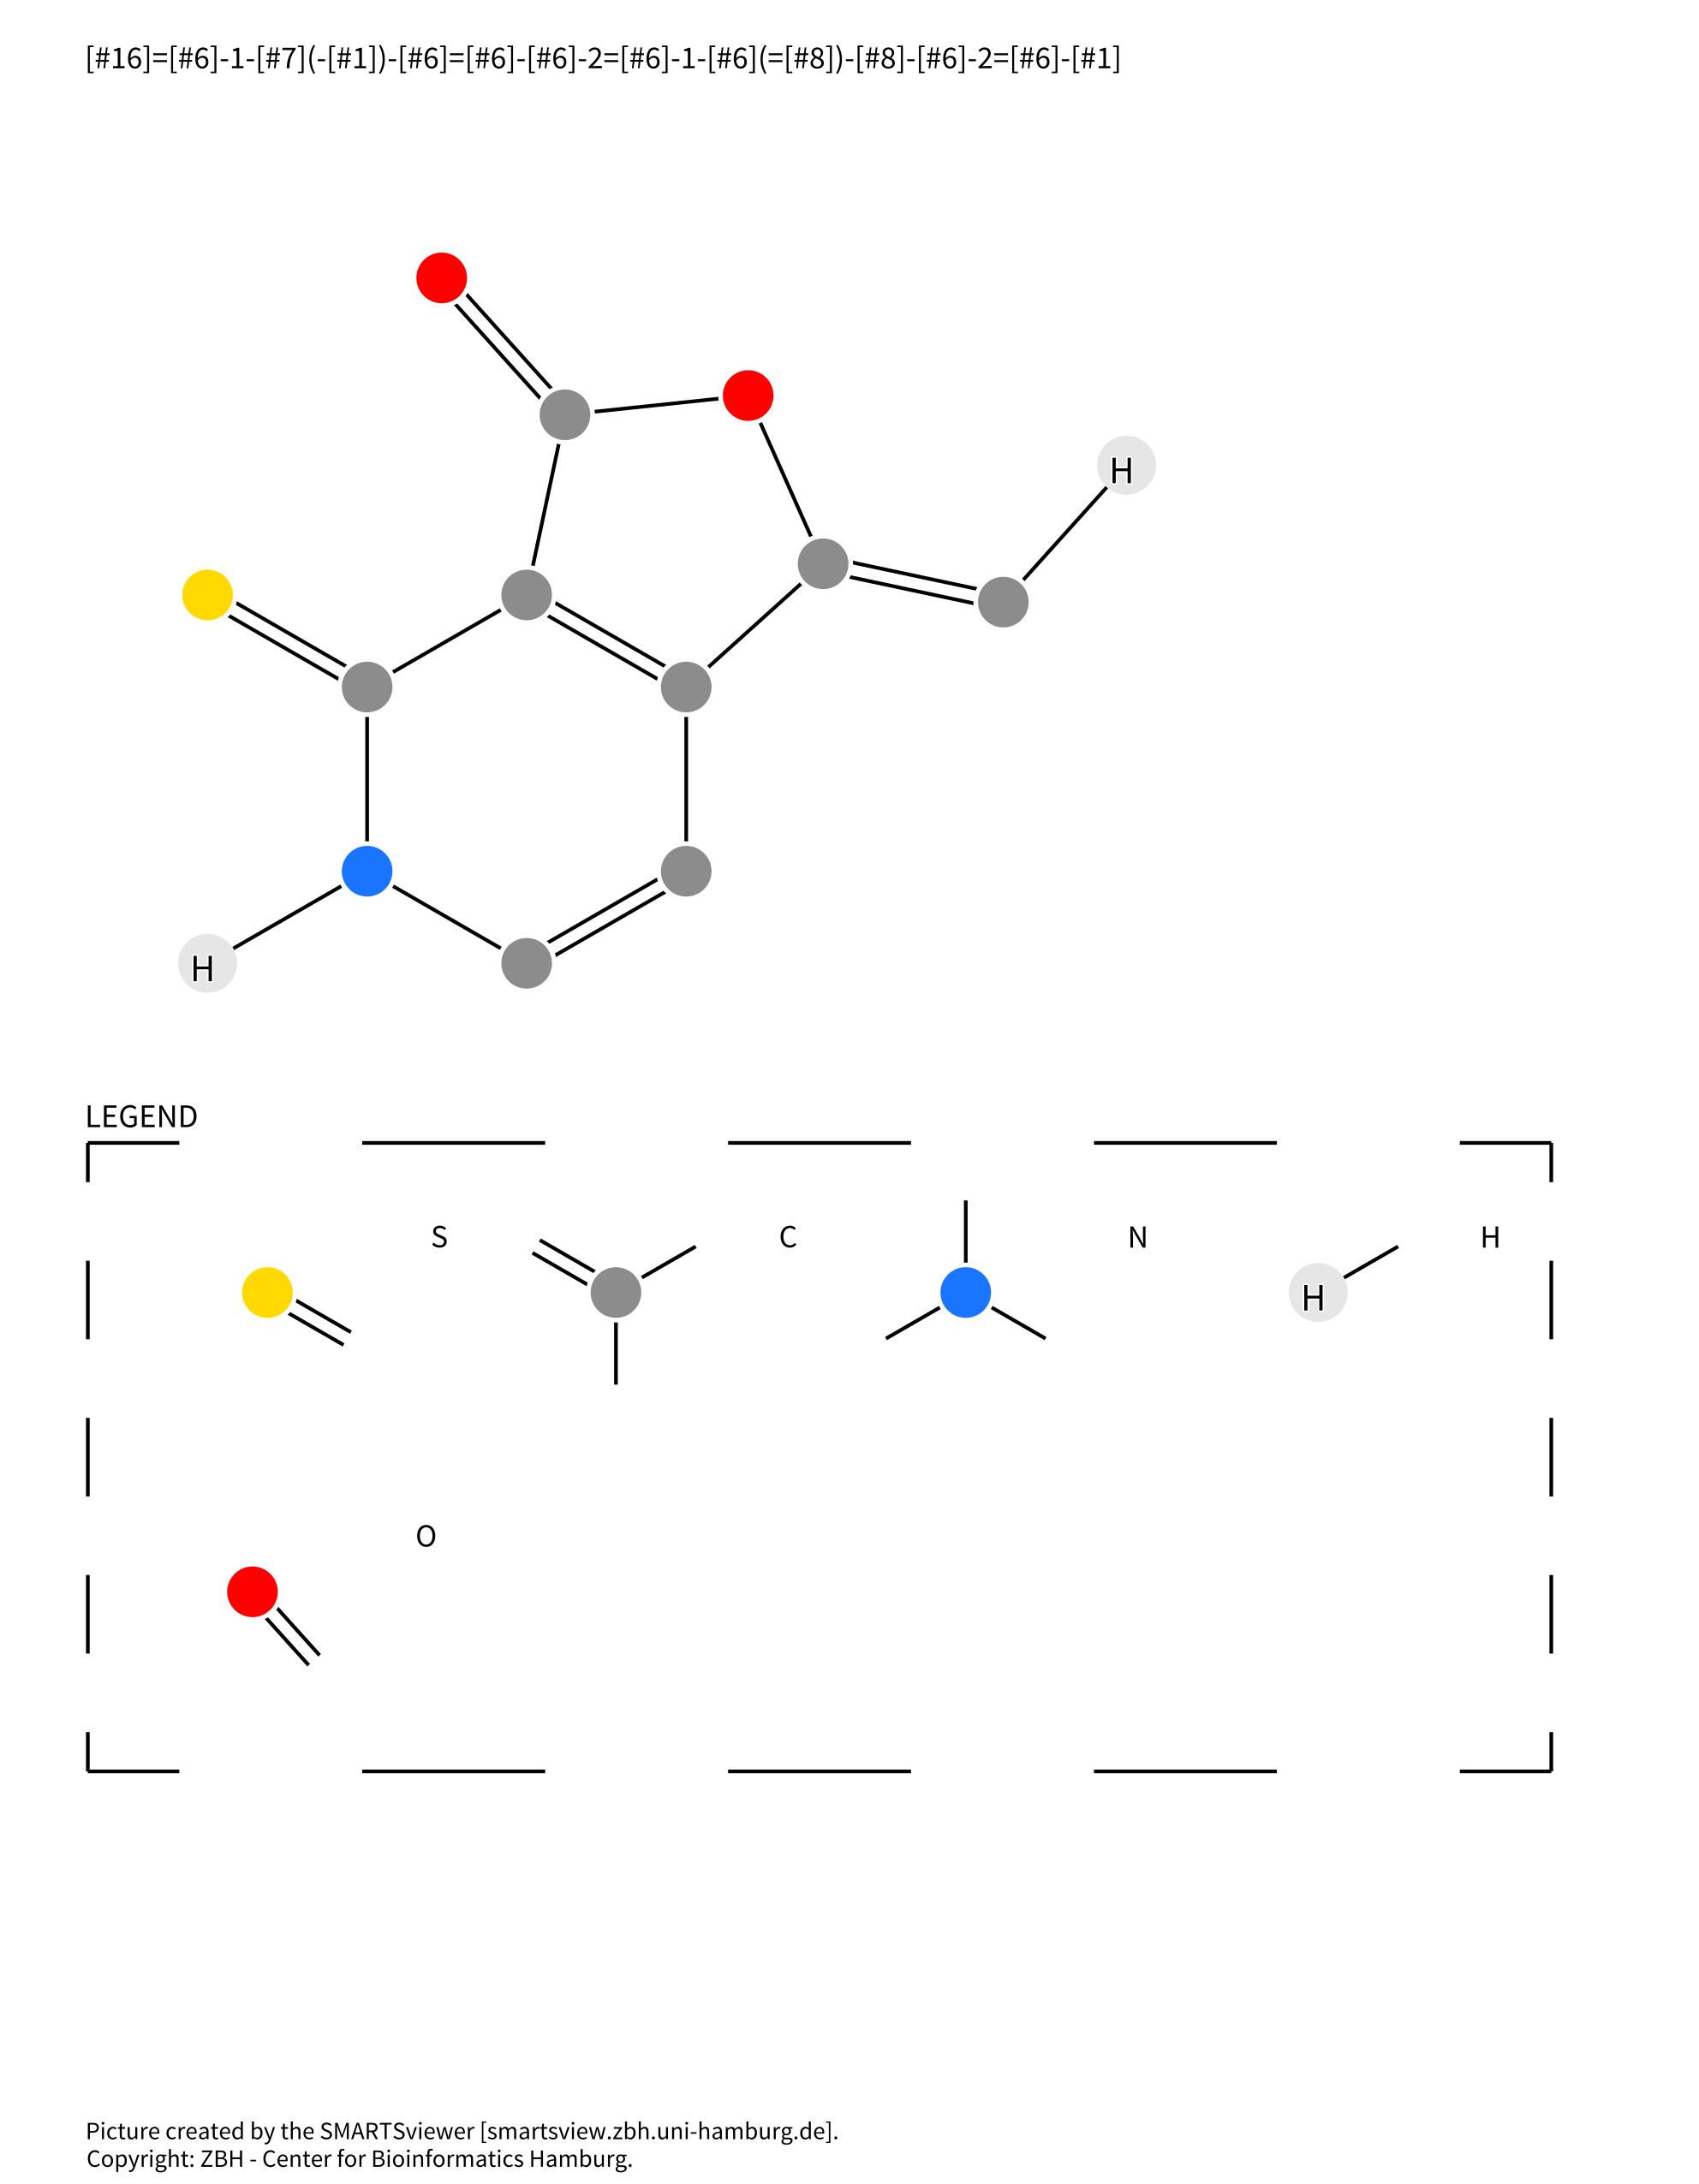 [#16]=[#6]-1-[#7](-[#1])-[#6]=[#6]-[#6]-2=[#6]-1-[#6](=[#8])-[#8]-[#6]-2=[#6]-[#1]
H
H
LEGEND
S C N H
H
O
Picture created by the SMARTSviewer [smartsview.zbh.uni-hamburg.de].
Copyright: ZBH - Center for Bioinformatics Hamburg.